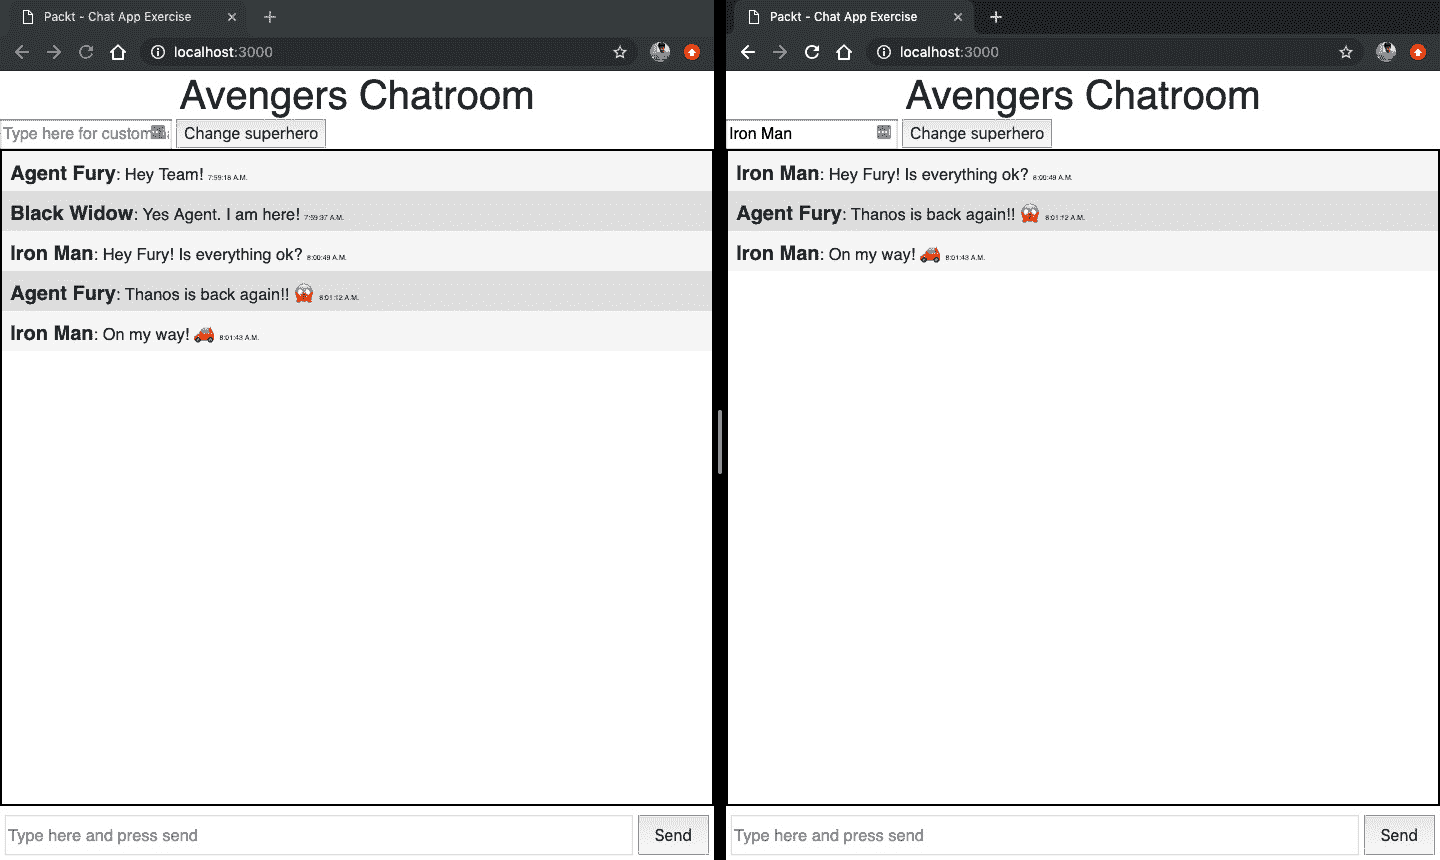 Packt - Chat App Exercise
localhost:3000
Avengers Chatroom
Type here for custom
Change superhero
Agent Fury: Hey Team! 7:59:18 A.M.
Black Widow: Yes Agent. I am here! 7:59:37 A.M.
Iron Man: Hey Fury! Is everything ok? 8:00:49 A.M.
Agent Fury: Thanos is back again!! 😱 8:01:12 A.M.
Iron Man: On my way! 🚗 8:01:43 A.M.
Type here and press send
Send
Packt - Chat App Exercise
localhost:3000
Avengers Chatroom
Iron Man
Change superhero
Iron Man: Hey Fury! Is everything ok? 8:00:49 A.M.
Agent Fury: Thanos is back again!! 😱 8:01:12 A.M.
Iron Man: On my way! 🚗 8:01:43 A.M.
Type here and press send
Send